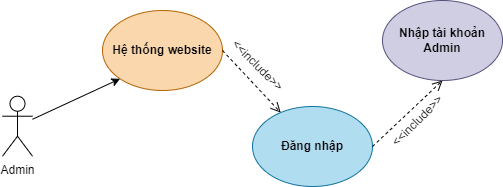 Hệ thống website
<<include>>
Nhập tài khoản
Admin
<<include>>
Đăng nhập
Admin